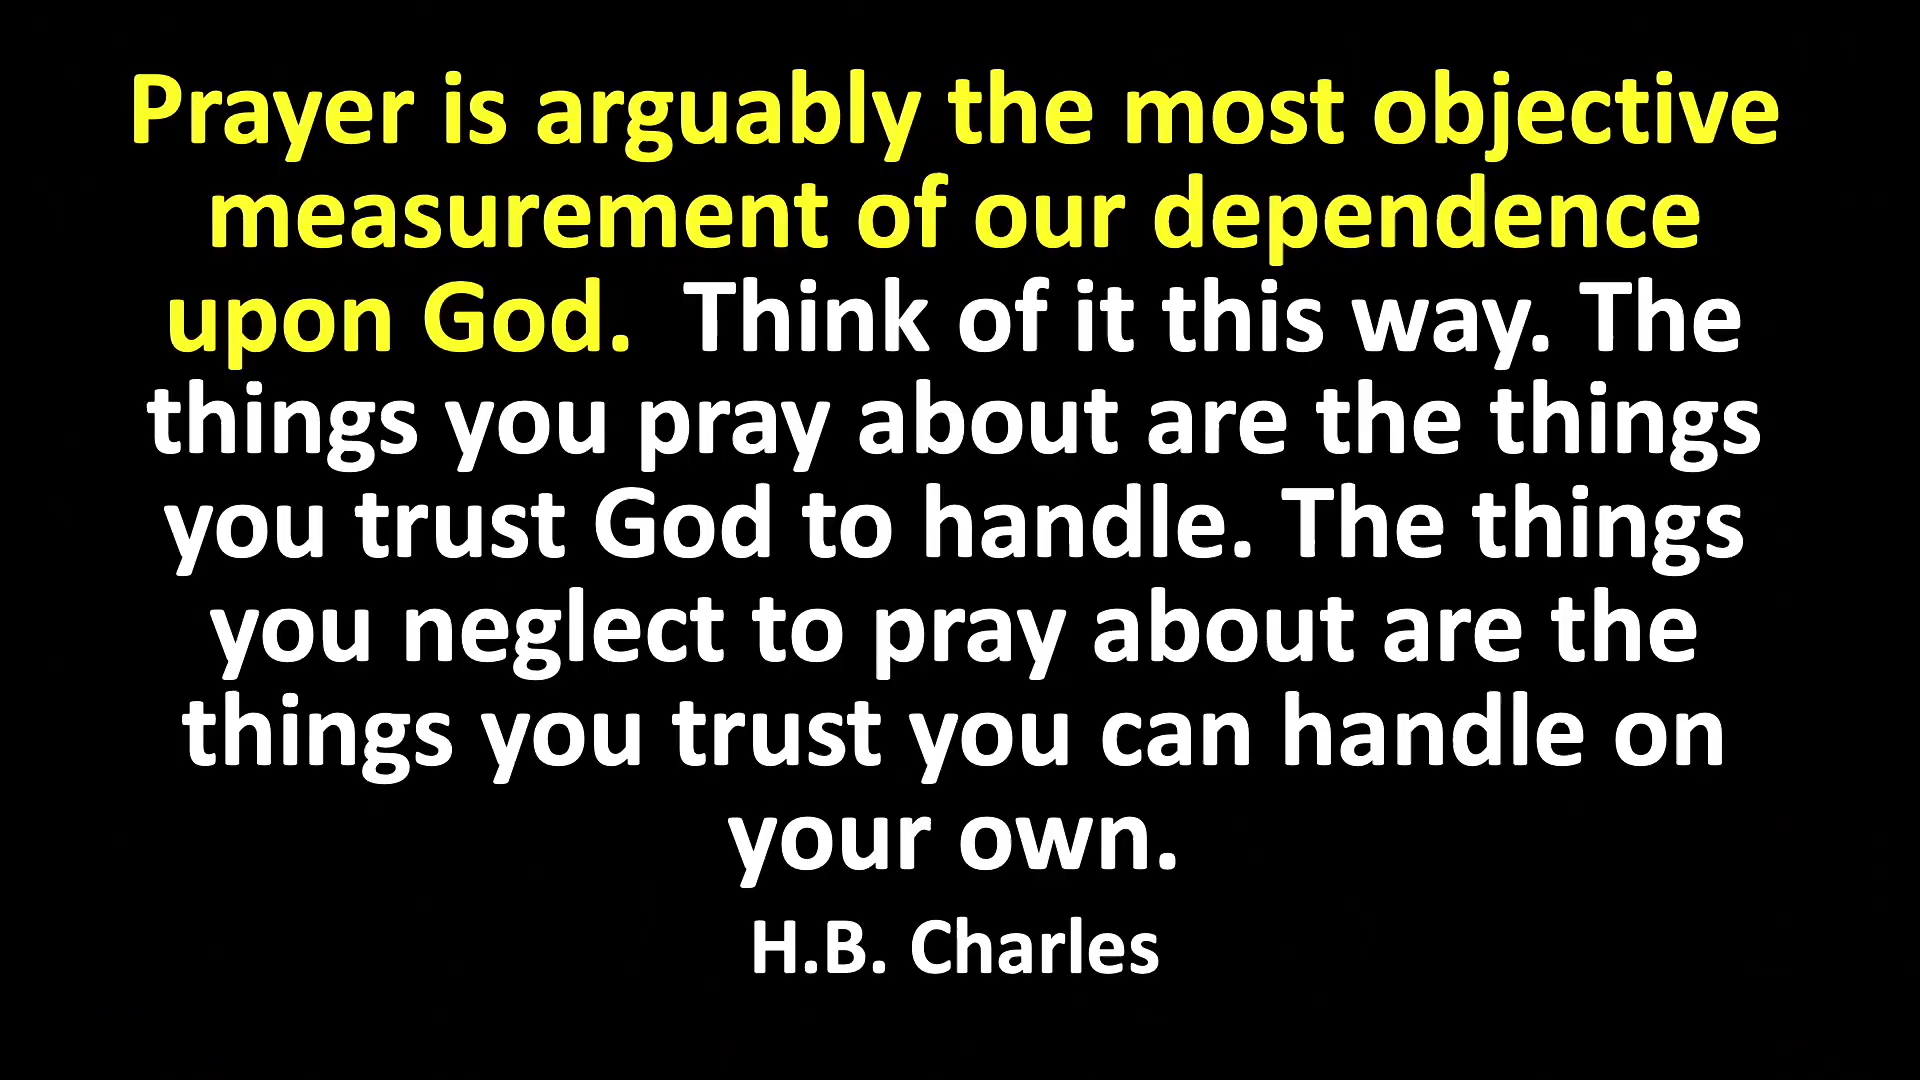 Prayer is arguably the most objective
measurement of our dependence
upon God.  Think of it this way. The
things you pray about are the things
you trust God to handle. The things
you neglect to pray about are the
things you trust you can handle on
your own.
H.B. Charles